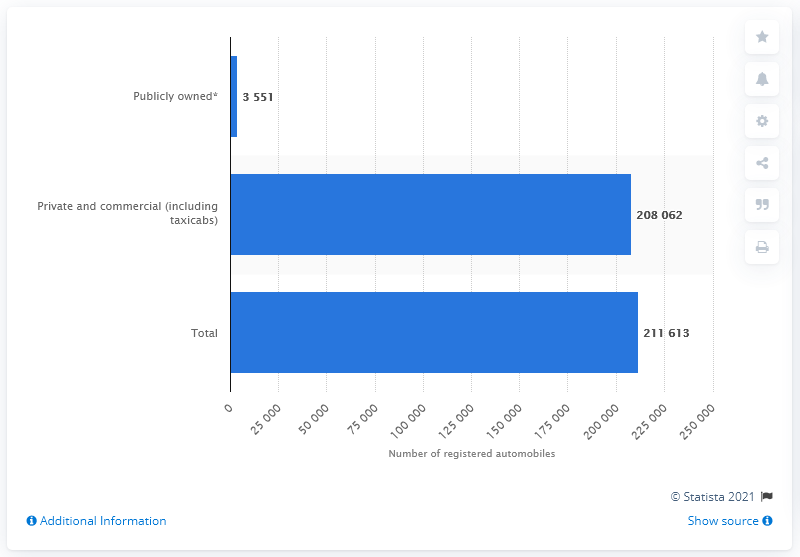 Publicly owned*
3 551
Private and commercial (including
taxicabs)
208 062
Total
211 613
0
25 000
50 000
75 000
100 000
125 000
150 000
175 000
200 000
225 000
250 000
Number of registered automobiles
© Statista 2021
Additional Information
Show source